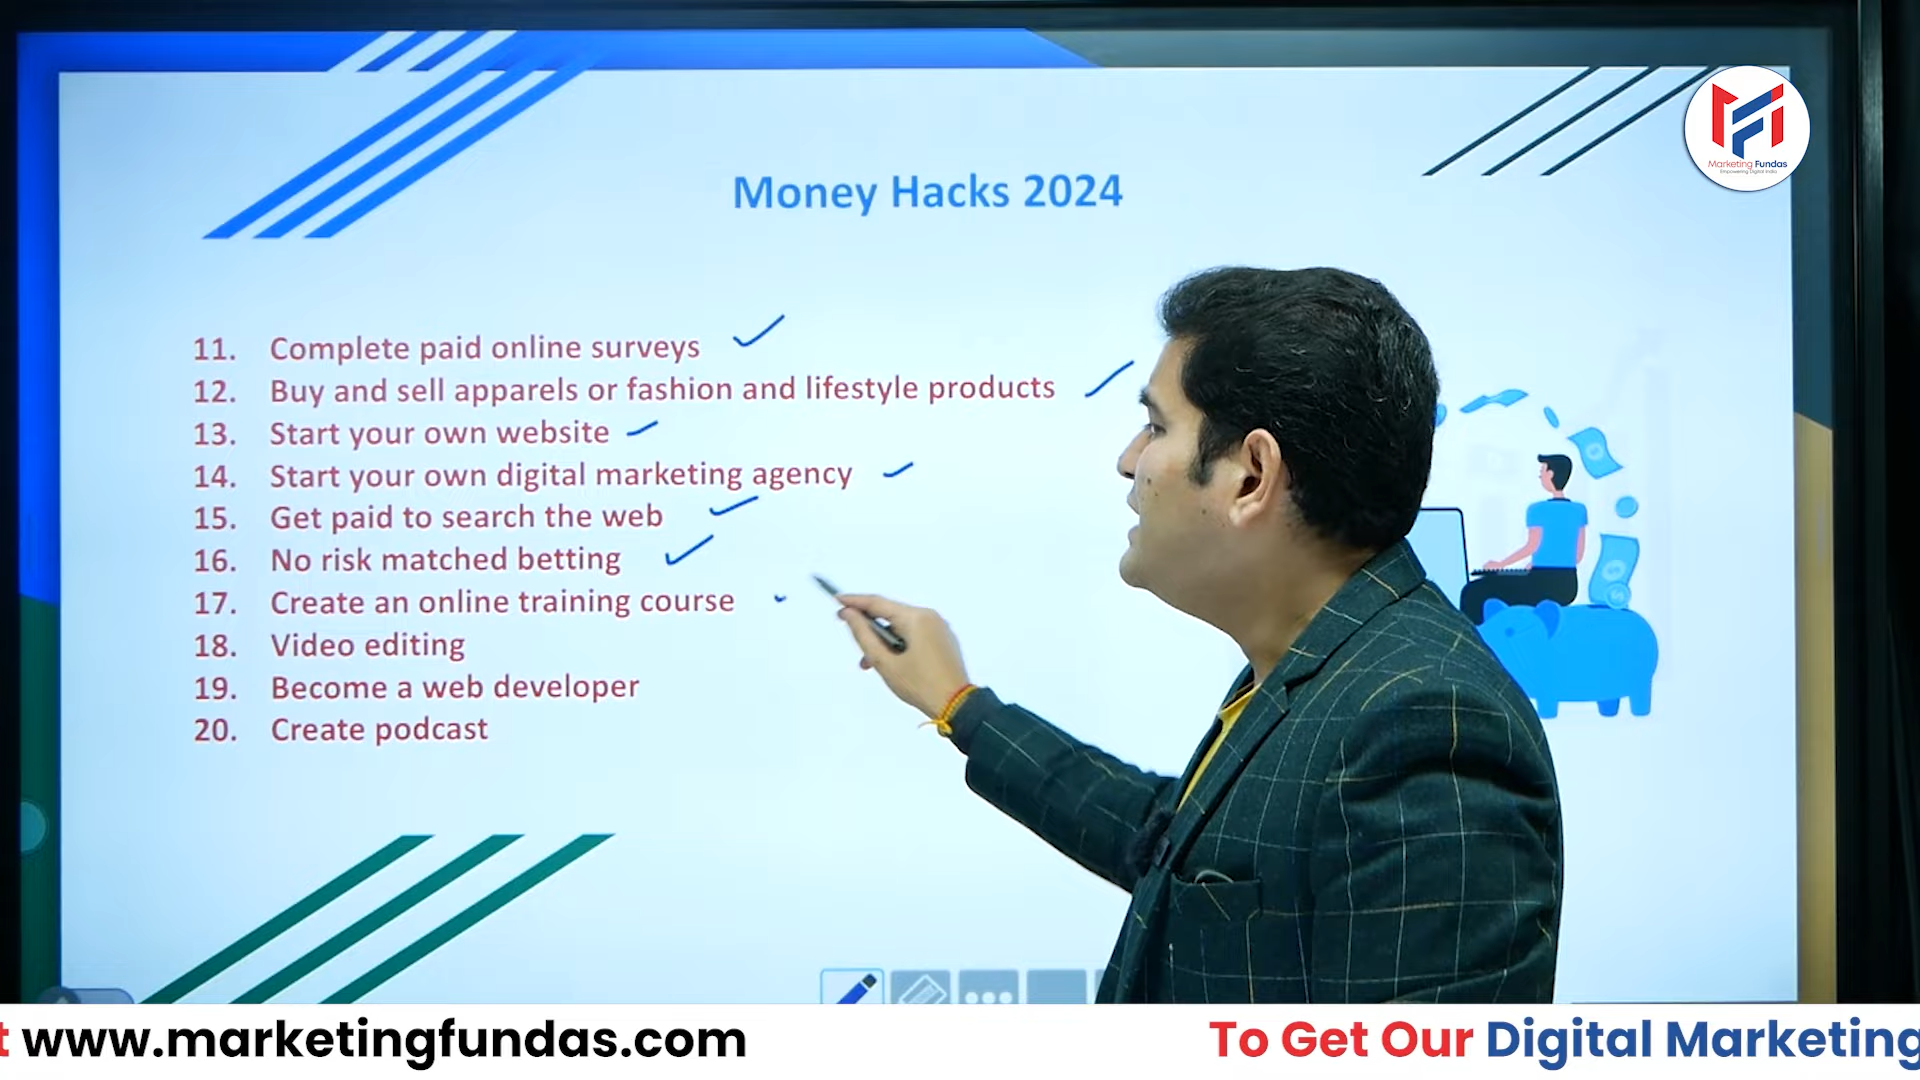 Marketing Fundas
Empowering Digital India
Money Hacks 2024
11. Complete paid online surveys
12. Buy and sell apparels or fashion and lifestyle products
13. Start your own website
14. Start your own digital marketing agency
15. Get paid to search the web
16. No risk matched betting
17. Create an online training course
18. Video editing
19. Become a web developer
20. Create podcast
t www.marketingfundas.com To Get Our Digital Marketing